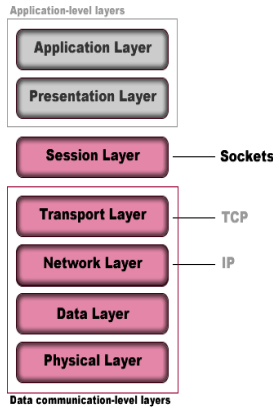 Application-level layers
Application Layer
Presentation Layer
Session Layer
Sockets
Transport Layer
TCP
Network Layer
IP
Data Layer
Physical Layer
Data communication-level layers